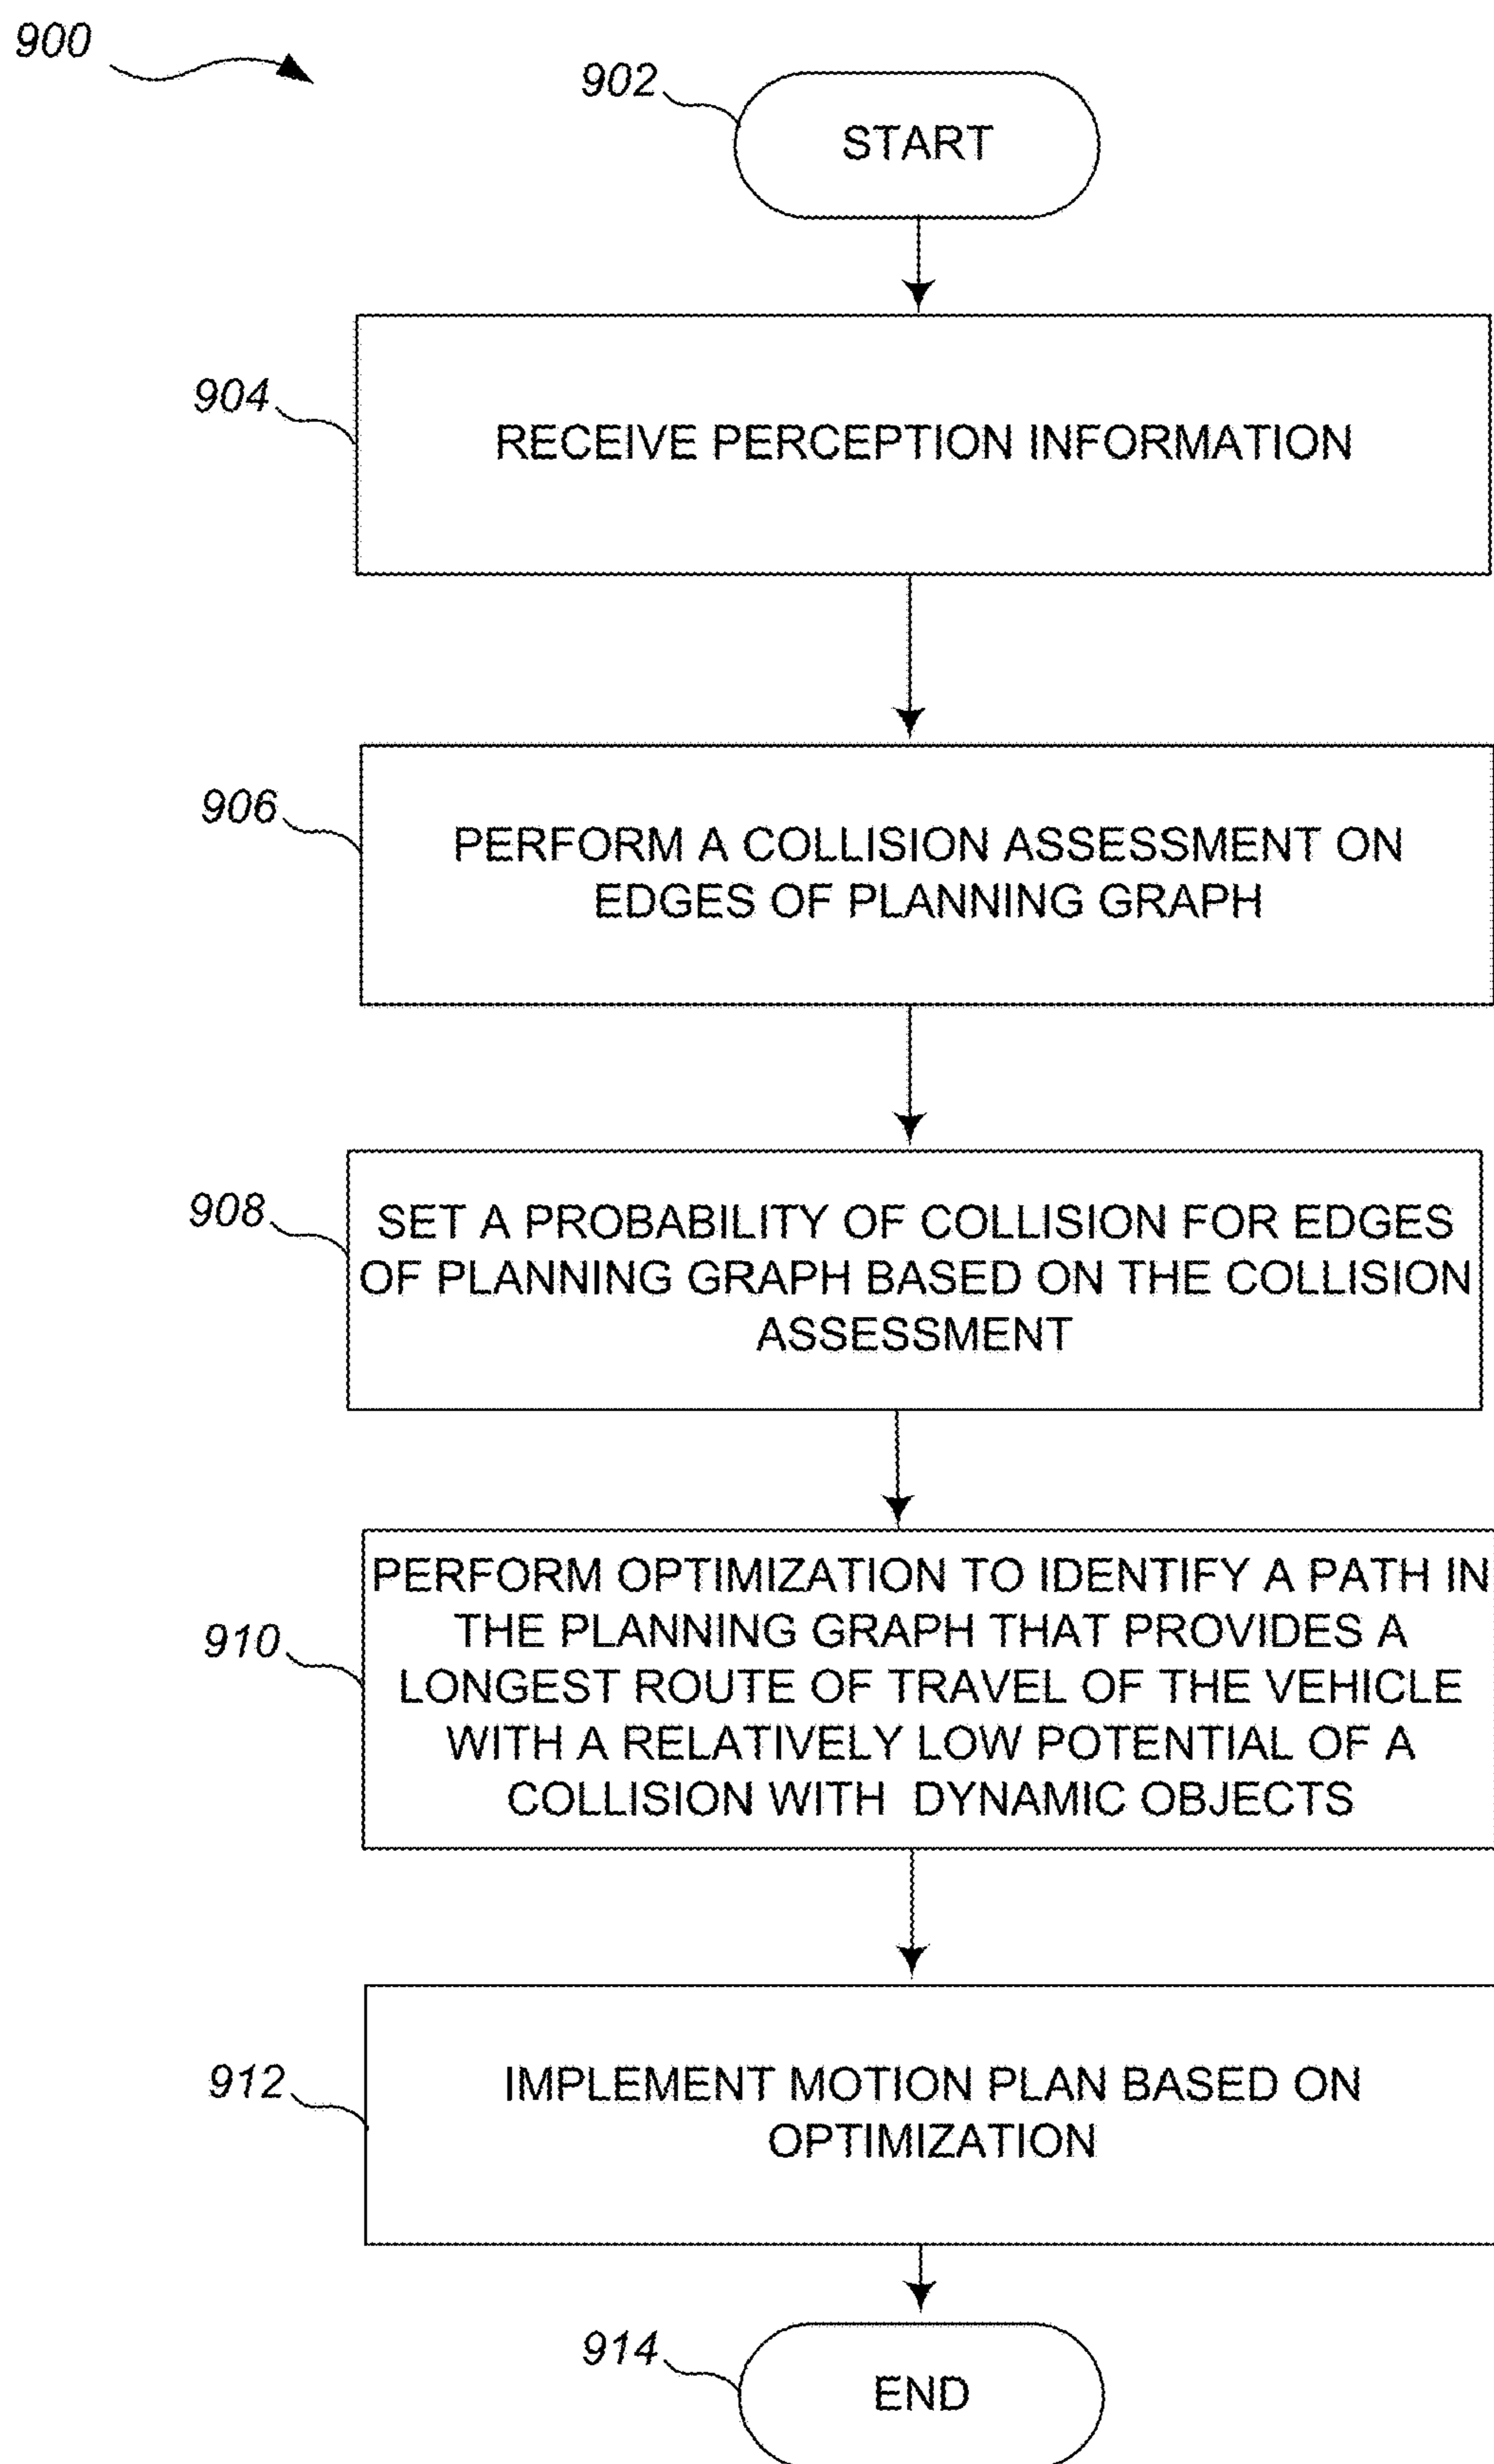 900
902
START
904
RECEIVE PERCEPTION INFORMATION
906
PERFORM A COLLISION ASSESSMENT ON
EDGES OF PLANNING GRAPH
908
SET A PROBABILITY OF COLLISION FOR EDGES
OF PLANNING GRAPH BASED ON THE COLLISION
ASSESSMENT
910
PERFORM OPTIMIZATION TO IDENTIFY A PATH IN
THE PLANNING GRAPH THAT PROVIDES A
LONGEST ROUTE OF TRAVEL OF THE VEHICLE
WITH A RELATIVELY LOW POTENTIAL OF A
COLLISION WITH DYNAMIC OBJECTS
912
IMPLEMENT MOTION PLAN BASED ON
OPTIMIZATION
914
END